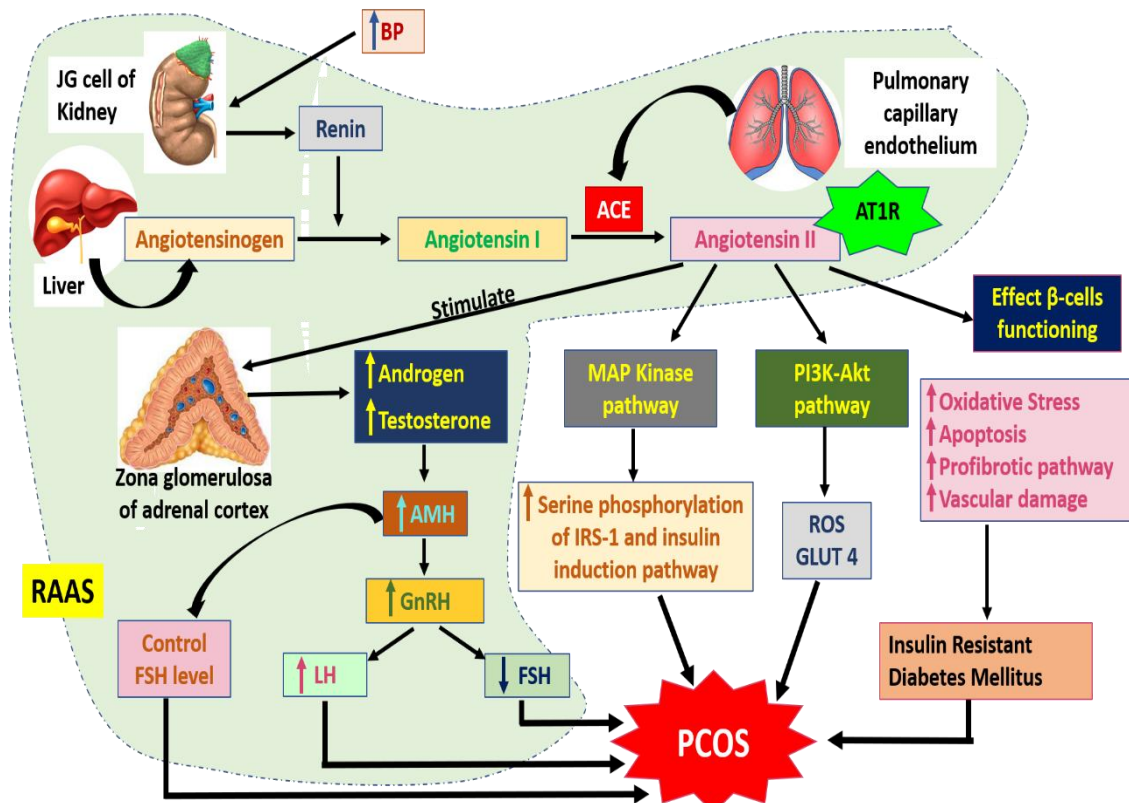 ↑BP
JG cell of
Kidney
Renin
Pulmonary
capillary
endothelium
ACE
AT1R
Angiotensinogen
Angiotensin I
Angiotensin II
Liver
Stimulate
Effect β-cells
functioning
↑Androgen
↑Testosterone
MAP Kinase
pathway
PI3K-Akt
pathway
↑Oxidative Stress
↑Apoptosis
↑Profibrotic pathway
↑Vascular damage
Zona glomerulosa
of adrenal cortex
↑AMH
↑Serine phosphorylation
of IRS-1 and insulin
induction pathway
ROS
GLUT 4
RAAS
↑GnRH
Control
FSH level
↑LH
↓FSH
Insulin Resistant
Diabetes Mellitus
PCOS